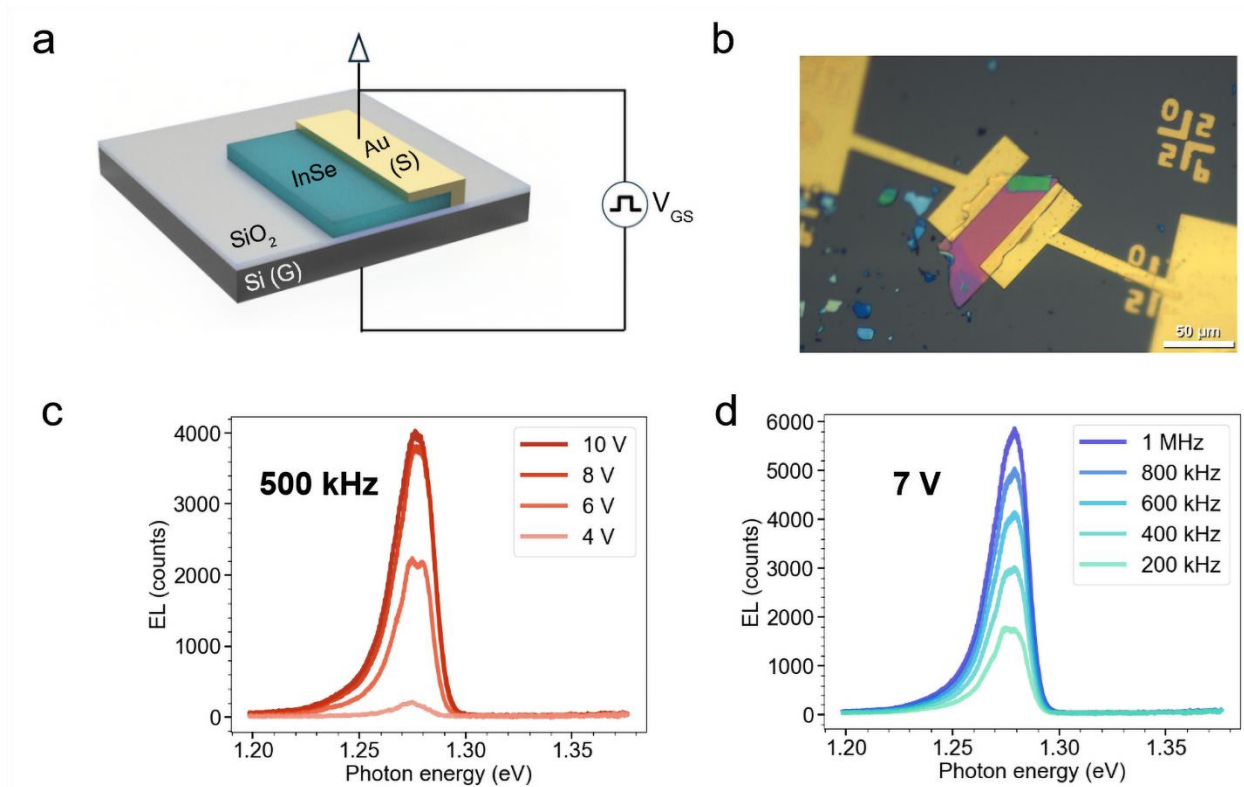 a
Au
(S)
InSe
SiO2
Si (G)
VGS
b
50 µm
c
4000
3000
2000
1000
0
EL (counts)
500 kHz
10 V
8 V
6 V
4 V
1.20
1.25
1.30
1.35
Photon energy (eV)
d
6000
5000
4000
3000
2000
1000
0
EL (counts)
7 V
1 MHz
800 kHz
600 kHz
400 kHz
200 kHz
1.20
1.25
1.30
1.35
Photon energy (eV)